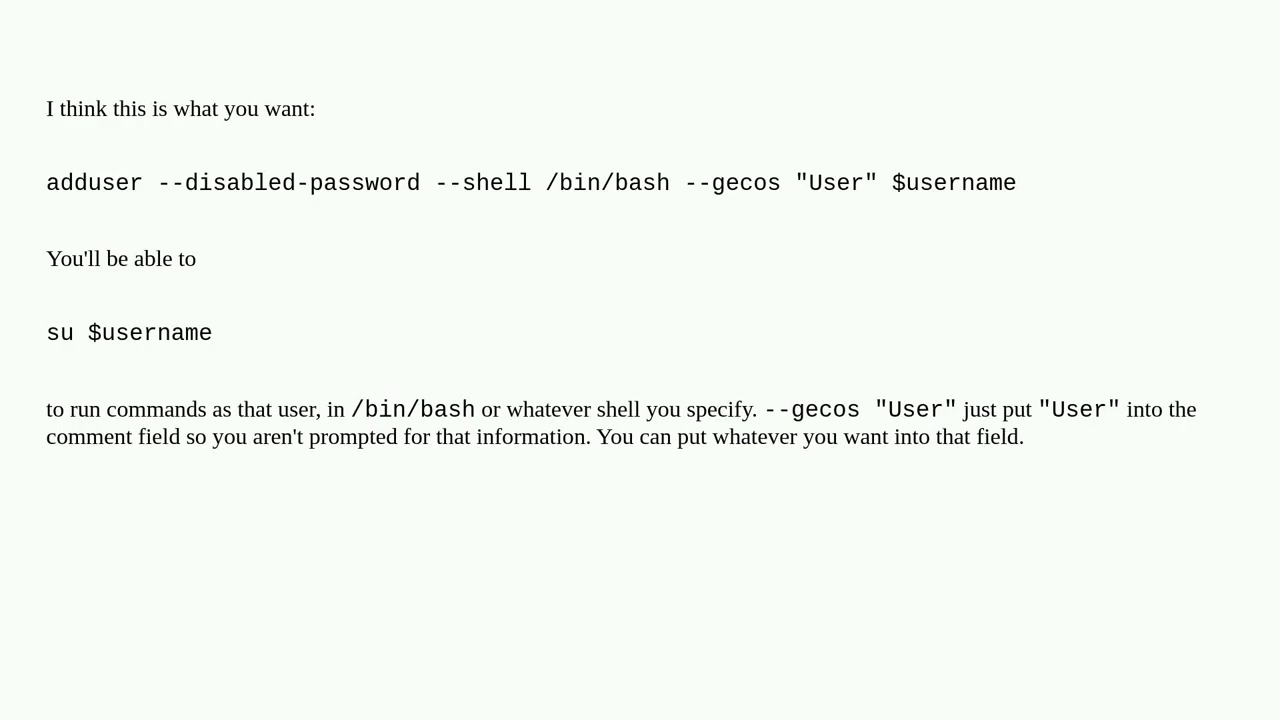 I think this is what you want:
adduser --disabled-password --shell /bin/bash --gecos "User" $username
You'll be able to
su $username
to run commands as that user, in /bin/bash or whatever shell you specify. --gecos "User" just put "User" into the
comment field so you aren't prompted for that information. You can put whatever you want into that field.